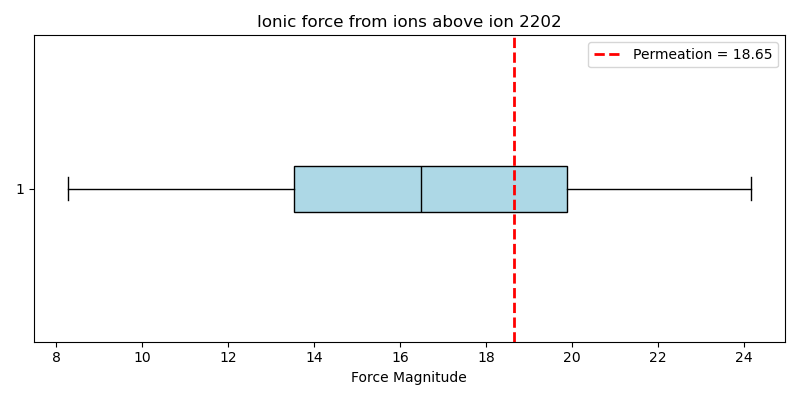 Ionic force from ions above ion 2202
Permeation = 18.65
1
8 10 12 14 16 18 20 22 24
Force Magnitude